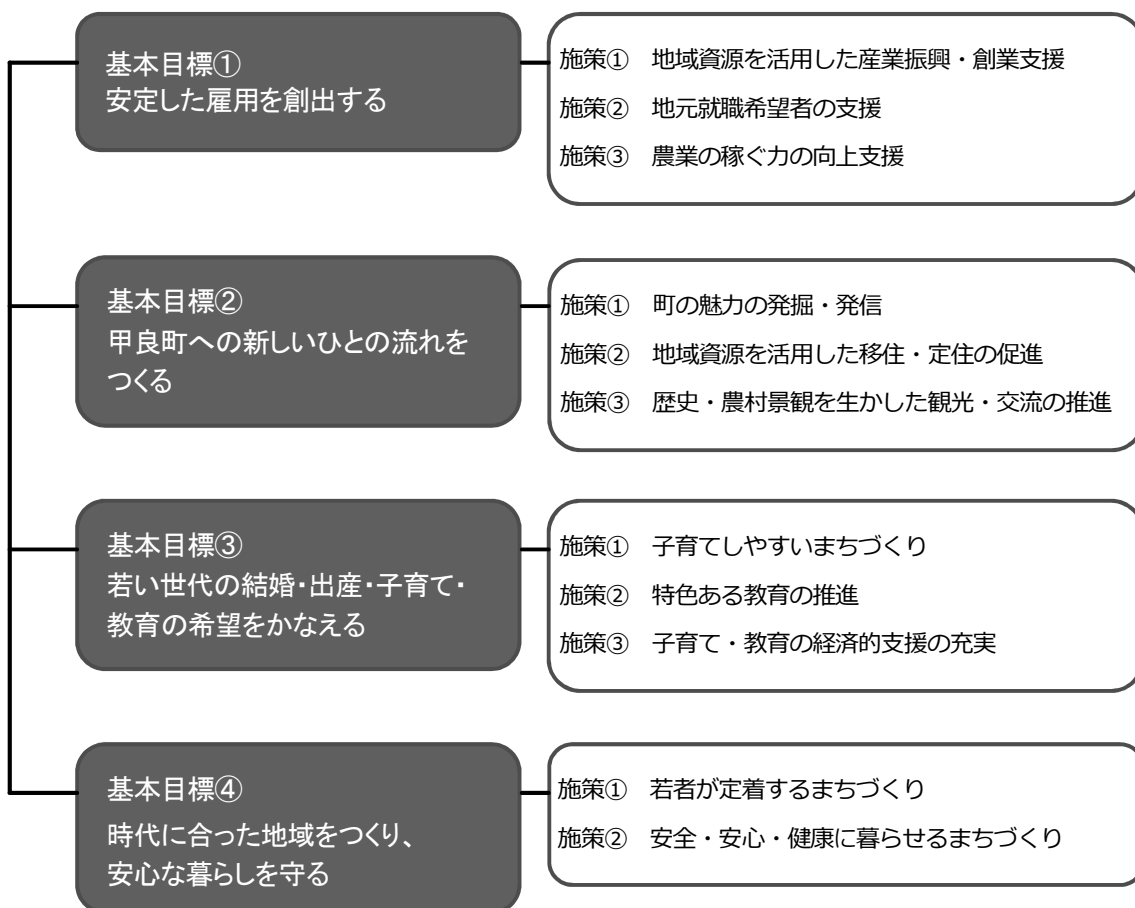 基本目標①
安定した雇用を創出する
施策①　地域資源を活用した産業振興・創業支援
施策②　地元就職希望者の支援
施策③　農業の稼ぐ力の向上支援
基本目標②
甲良町への新しいひとの流れを
つくる
施策①　町の魅力の発掘・発信
施策②　地域資源を活用した移住・定住の促進
施策③　歴史・農村景観を生かした観光・交流の推進
基本目標③
若い世代の結婚・出産・子育て・
教育の希望をかなえる
施策①　子育てしやすいまちづくり
施策②　特色ある教育の推進
施策③　子育て・教育の経済的支援の充実
基本目標④
時代に合った地域をつくり、
安心な暮らしを守る
施策①　若者が定着するまちづくり
施策②　安全・安心・健康に暮らせるまちづくり